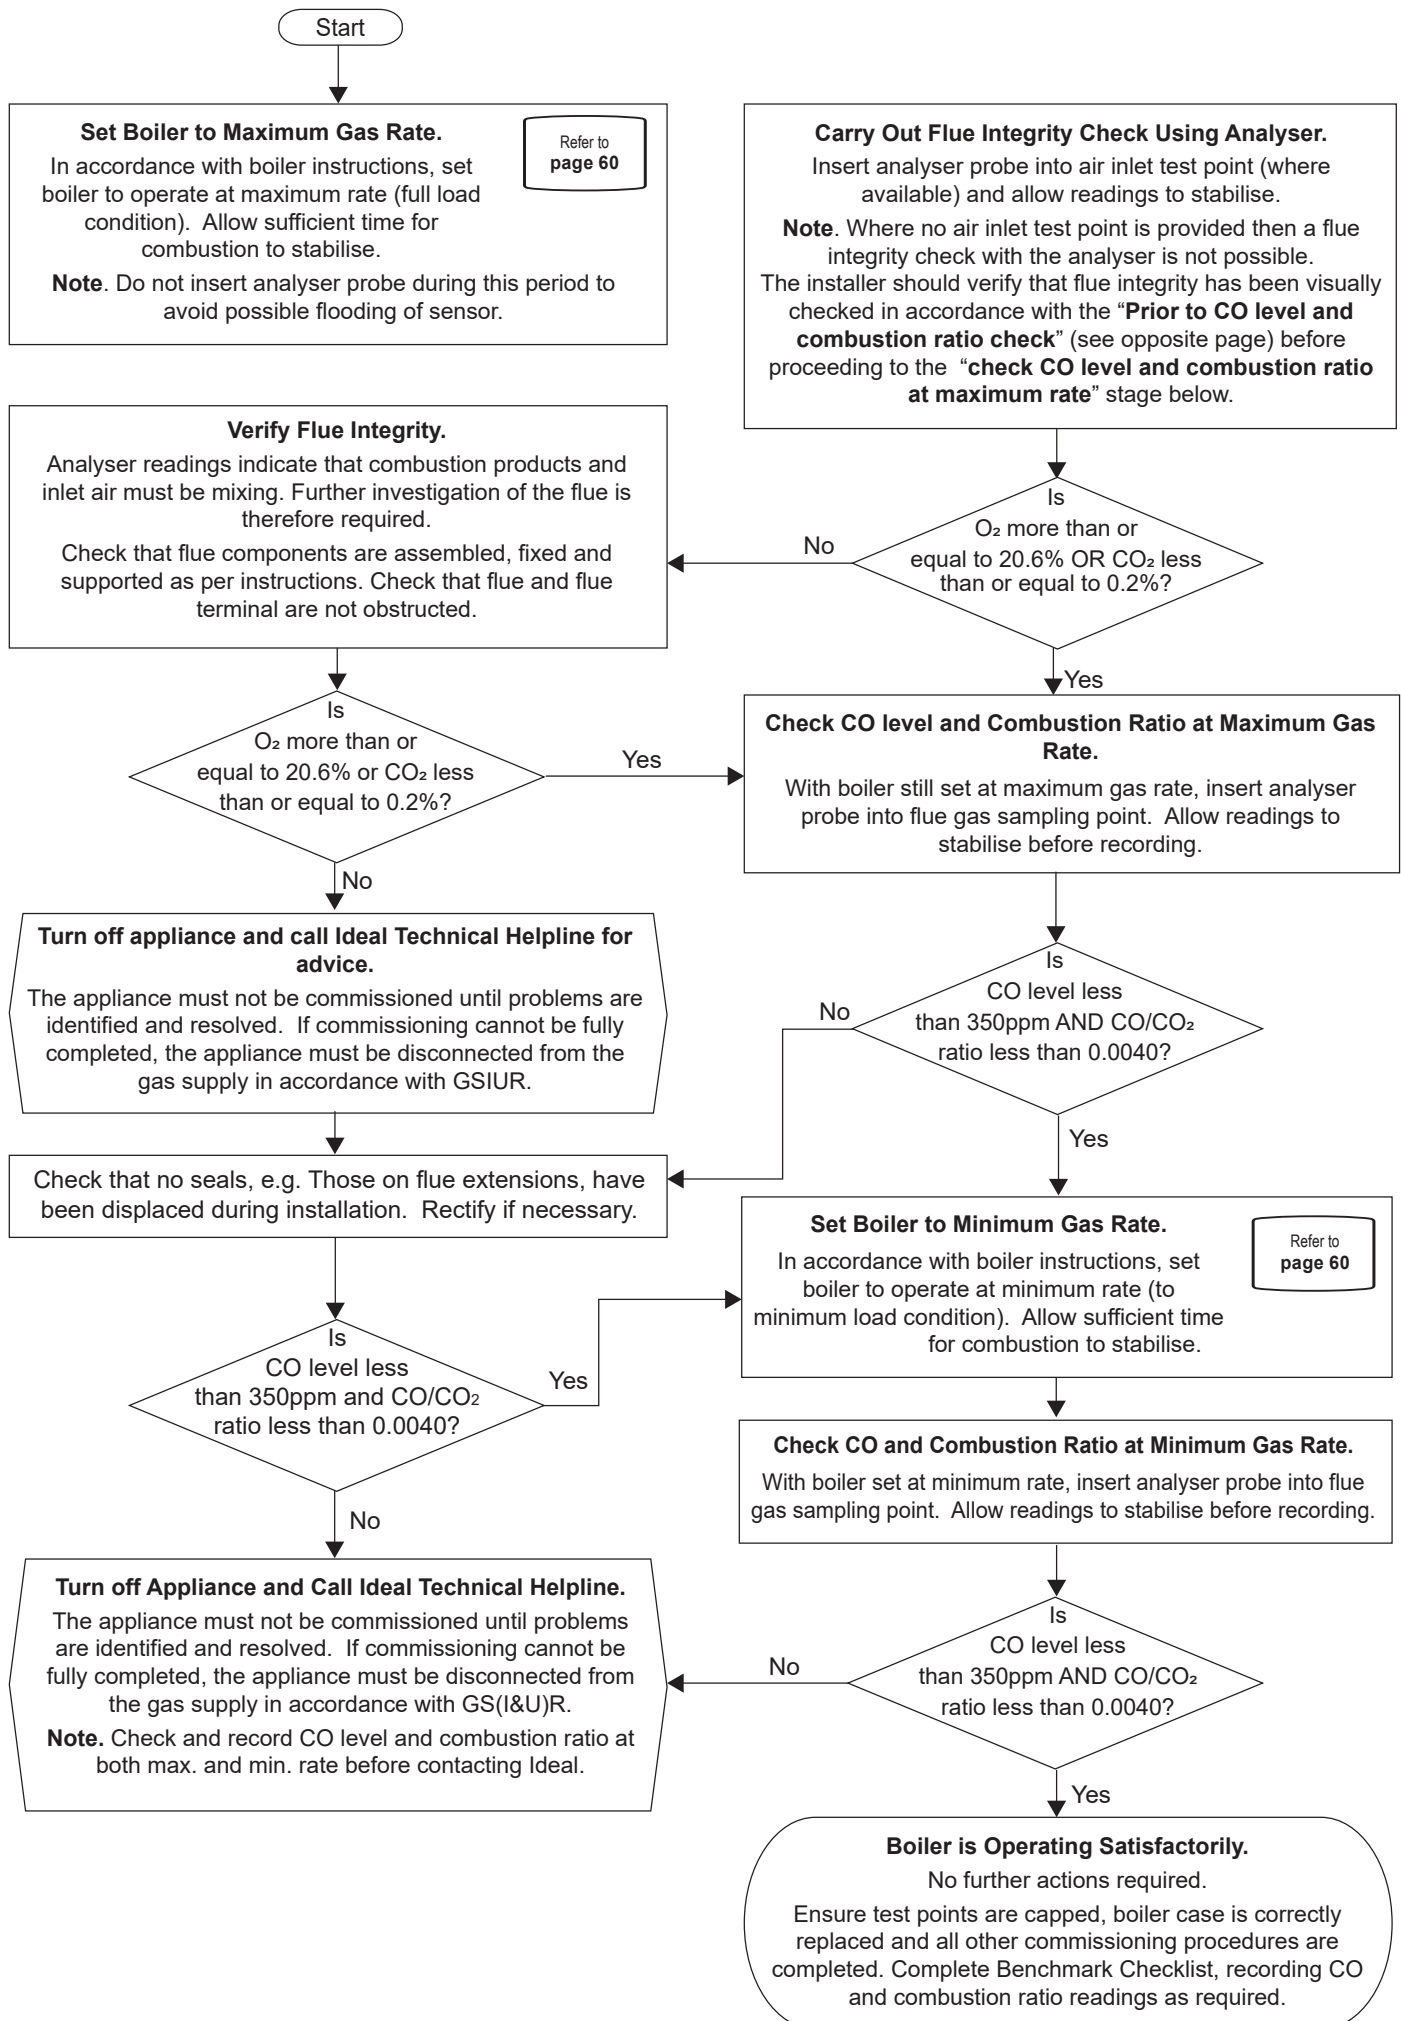 Start
Set Boiler to Maximum Gas Rate.
In accordance with boiler instructions, set
boiler to operate at maximum rate (full load
condition).  Allow sufficient time for
combustion to stabilise.
Note. Do not insert analyser probe during this period to
avoid possible flooding of sensor.
Refer to
page 60
Carry Out Flue Integrity Check Using Analyser.
Insert analyser probe into air inlet test point (where
available) and allow readings to stabilise.
Note. Where no air inlet test point is provided then a flue
integrity check with the analyser is not possible.
The installer should verify that flue integrity has been visually
checked in accordance with the “Prior to CO level and
combustion ratio check” (see opposite page) before
proceeding to the  “check CO level and combustion ratio
at maximum rate” stage below.
Is
O₂ more than or
equal to 20.6% OR CO₂ less
than or equal to 0.2%?
No
Yes
Verify Flue Integrity.
Analyser readings indicate that combustion products and
inlet air must be mixing. Further investigation of the flue is
therefore required.
Check that flue components are assembled, fixed and
supported as per instructions. Check that flue and flue
terminal are not obstructed.
Is
O₂ more than or
equal to 20.6% or CO₂ less
than or equal to 0.2%?
Yes
No
Check CO level and Combustion Ratio at Maximum Gas
Rate.
With boiler still set at maximum gas rate, insert analyser
probe into flue gas sampling point.  Allow readings to
stabilise before recording.
Turn off appliance and call Ideal Technical Helpline for
advice.
The appliance must not be commissioned until problems are
identified and resolved.  If commissioning cannot be fully
completed, the appliance must be disconnected from the
gas supply in accordance with GSIUR.
Is
CO level less
than 350ppm AND CO/CO₂
ratio less than 0.0040?
No
Yes
Check that no seals, e.g. Those on flue extensions, have
been displaced during installation.  Rectify if necessary.
Set Boiler to Minimum Gas Rate.
In accordance with boiler instructions, set
boiler to operate at minimum rate (to
minimum load condition).  Allow sufficient time
for combustion to stabilise.
Refer to
page 60
Is
CO level less
than 350ppm and CO/CO₂
ratio less than 0.0040?
Yes
No
Check CO and Combustion Ratio at Minimum Gas Rate.
With boiler set at minimum rate, insert analyser probe into flue
gas sampling point.  Allow readings to stabilise before recording.
Turn off Appliance and Call Ideal Technical Helpline.
The appliance must not be commissioned until problems
are identified and resolved.  If commissioning cannot be
fully completed, the appliance must be disconnected from
the gas supply in accordance with GS(I&U)R.
Note. Check and record CO level and combustion ratio at
both max. and min. rate before contacting Ideal.
Is
CO level less
than 350ppm AND CO/CO₂
ratio less than 0.0040?
No
Yes
Boiler is Operating Satisfactorily.
No further actions required.
Ensure test points are capped, boiler case is correctly
replaced and all other commissioning procedures are
completed. Complete Benchmark Checklist, recording CO
and combustion ratio readings as required.